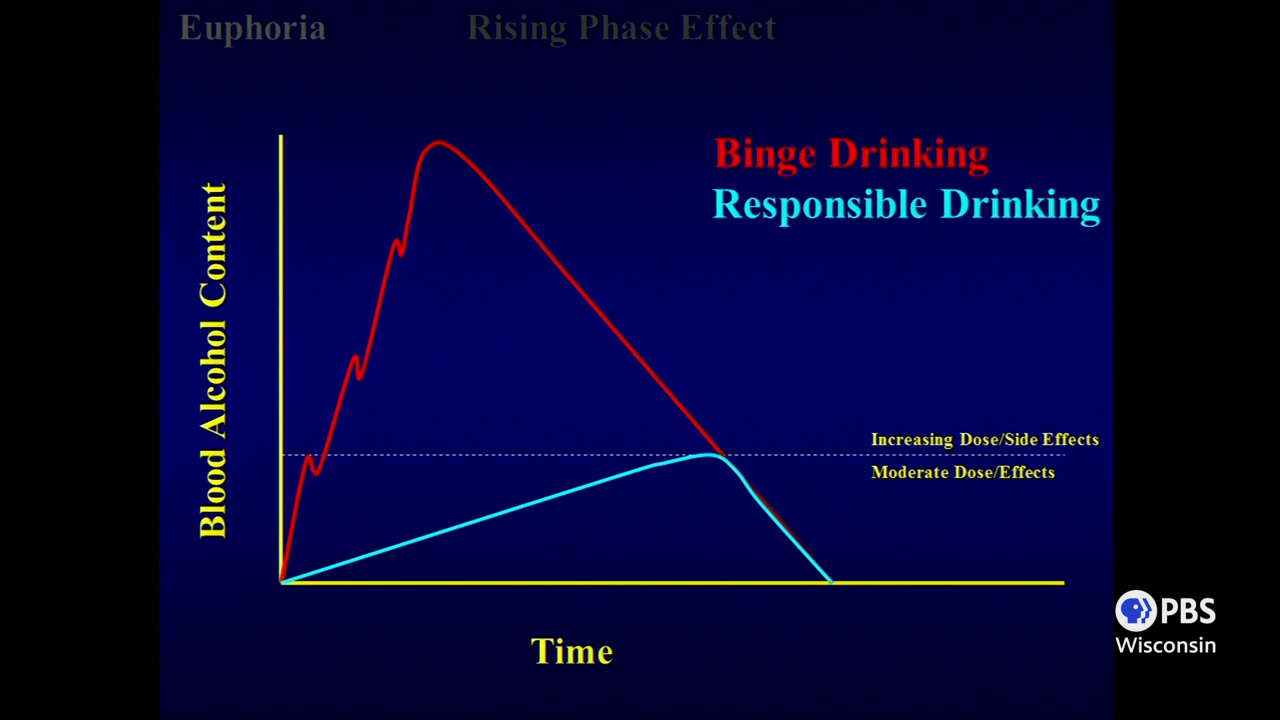 Euphoria
Rising Phase Effect
Binge Drinking
Responsible Drinking
Blood Alcohol Content
Increasing Dose/Side Effects
Moderate Dose/Effects
Time
PBS
Wisconsin